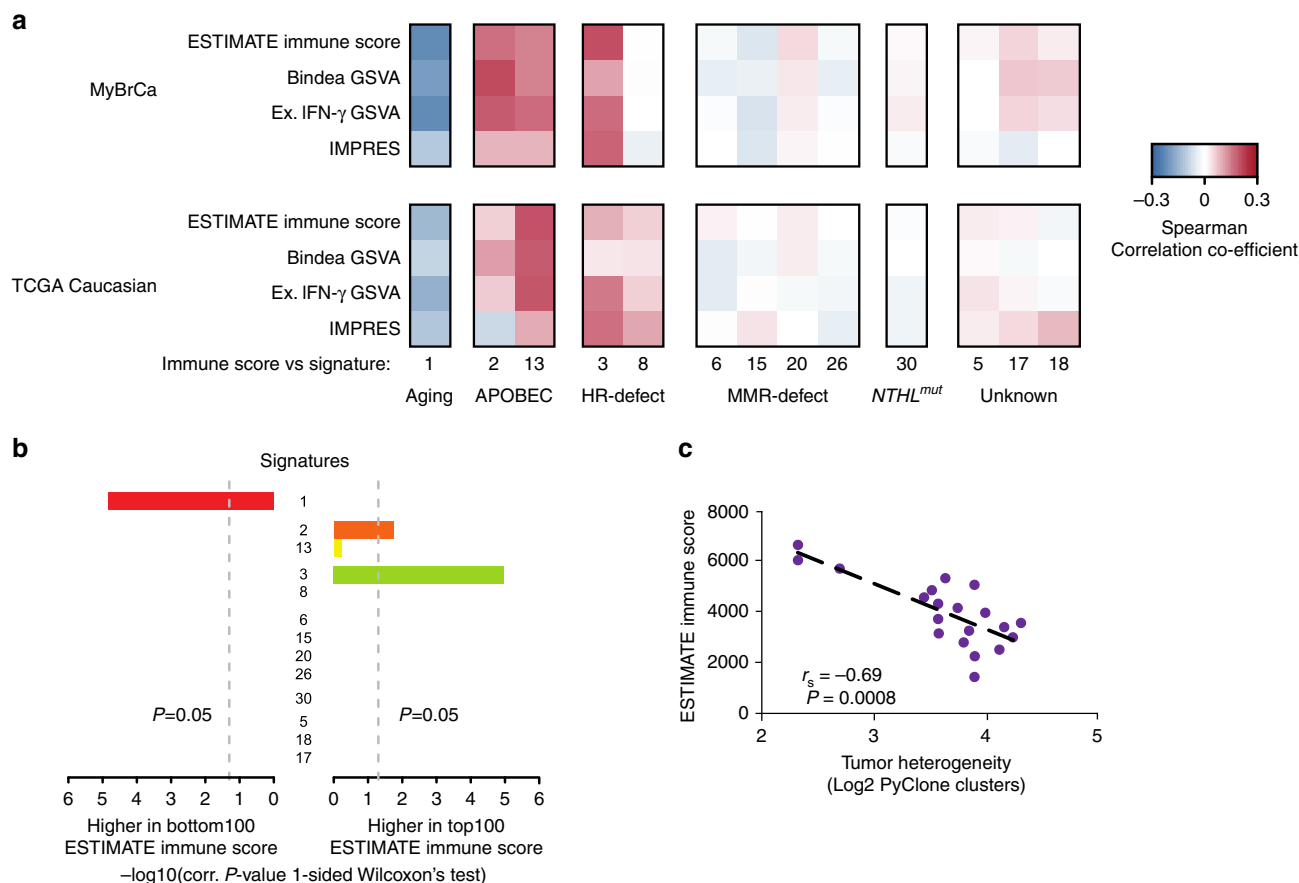 a
MyBrCa
ESTIMATE immune score
Bindea GSVA
Ex. IFN-γ GSVA
IMPRES
TCGA Caucasian
ESTIMATE immune score
Bindea GSVA
Ex. IFN-γ GSVA
IMPRES
Immune score vs signature: 1 2 13 3 8 6 15 20 26 30 5 17 18
Aging APOBEC HR-defect MMR-defect NTHL^mut Unknown
–0.3 0 0.3
Spearman
Correlation co-efficient
b
Signatures
1
2
13
3
8
6
15
20
26
30
5
18
17
P=0.05 P=0.05
6 5 4 3 2 1 0 0 1 2 3 4 5 6
Higher in bottom100 Higher in top100
ESTIMATE immune score ESTIMATE immune score
–log10(corr. P-value 1-sided Wilcoxon's test)
c
ESTIMATE immune score
8000
6000
4000
2000
0
r_s = –0.69
P = 0.0008
2 3 4 5
Tumor heterogeneity
(Log2 PyClone clusters)